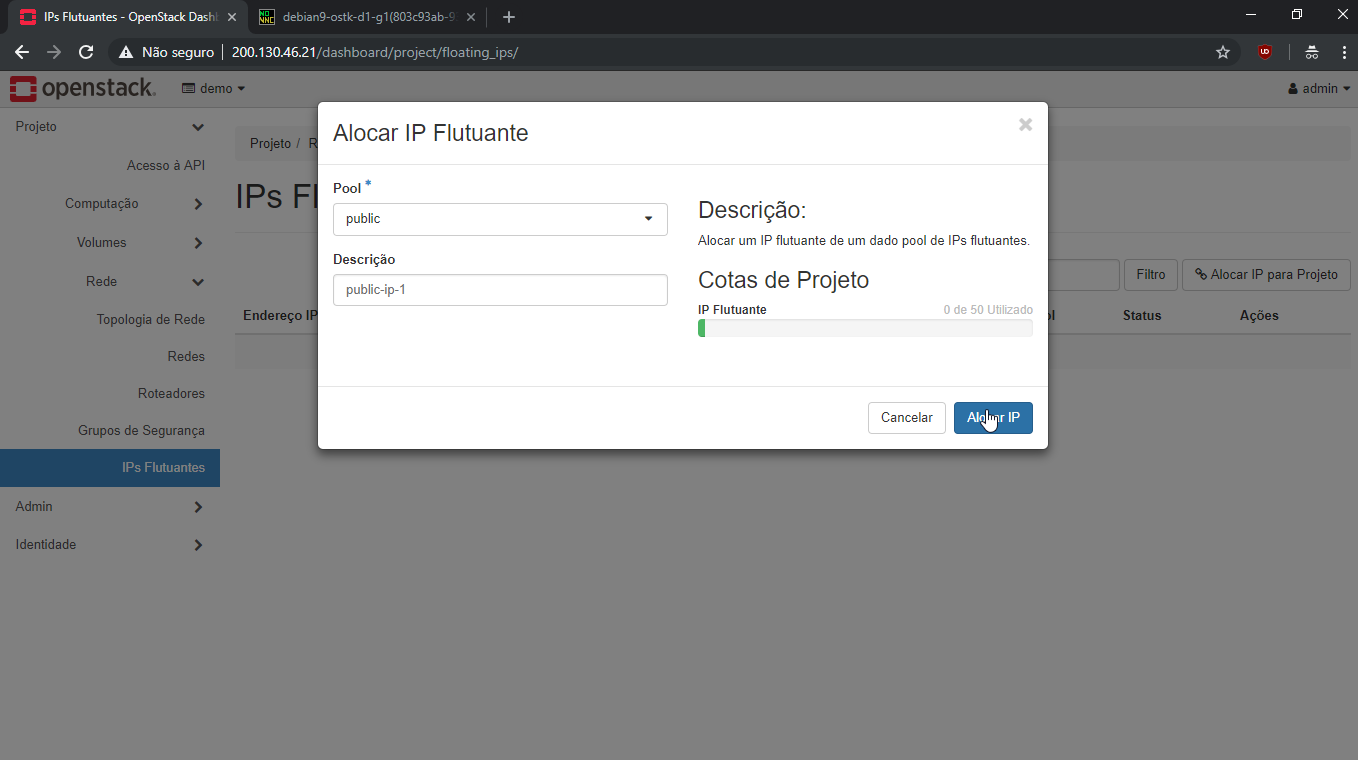 IPs Flutuantes - OpenStack Dash
debian9-ostk-d1-g1(803c93ab-9
Não seguro
200.130.46.21/dashboard/project/floating_ips/
openstack.
demo
admin
Projeto
Acesso à API
Computação
Volumes
Rede
Topologia de Rede
Redes
Roteadores
Grupos de Segurança
IPs Flutuantes
Admin
Identidade
Projeto /
IPs
Filtro
Alocar IP para Projeto
Endereço IP
Status
Ações
Alocar IP Flutuante
Pool *
public
Descrição
public-ip-1
Descrição:
Alocar um IP flutuante de um dado pool de IPs flutuantes.
Cotas de Projeto
IP Flutuante
0 de 50 Utilizado
Cancelar
Alocar IP